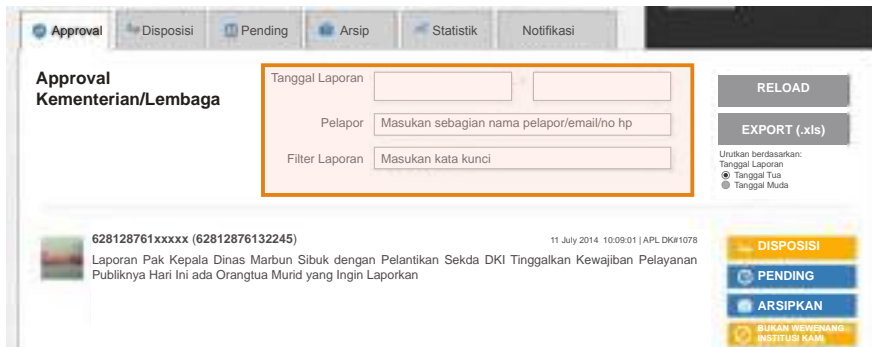 Approval
Disposisi
Pending
Arsip
Statistik
Notifikasi
Approval
Kementerian/Lembaga
Tanggal Laporan
-
Pelapor
Masukan sebagian nama pelapor/email/no hp
Filter Laporan
Masukan kata kunci
RELOAD
EXPORT (.xls)
Urutkan berdasarkan:
Tanggal Laporan
Tanggal Tua
Tanggal Muda
628128761xxxxx (62812876132245)
11 July 2014 10:09:01 | APL DK#1078
Laporan Pak Kepala Dinas Marbun Sibuk dengan Pelantikan Sekda DKI Tinggalkan Kewajiban Pelayanan
Publiknya Hari Ini ada Orangtua Murid yang Ingin Laporkan
DISPOSISI
PENDING
ARSIPKAN
BUKAN WEWENANG
INSTITUSI KAMI